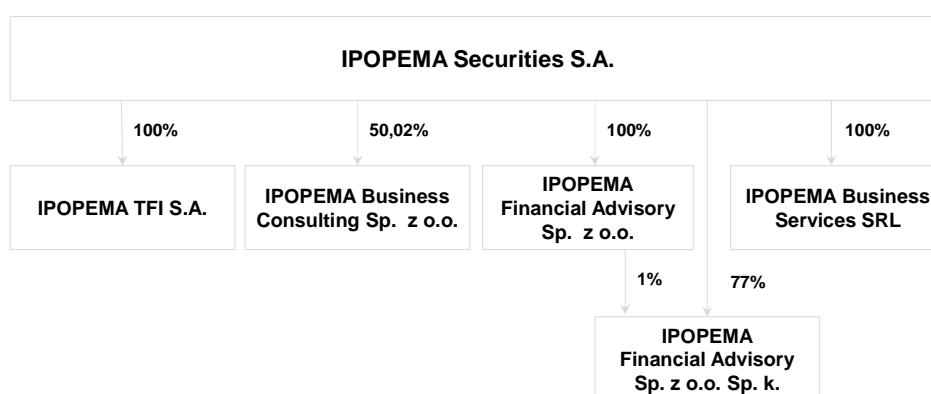 IPOPEMA Securities S.A.
100%
50,02%
100%
100%
IPOPEMA TFI S.A.
IPOPEMA Business
Consulting Sp. z o.o.
IPOPEMA
Financial Advisory
Sp. z o.o.
IPOPEMA Business
Services SRL
1%
77%
IPOPEMA
Financial Advisory
Sp. z o.o. Sp. k.